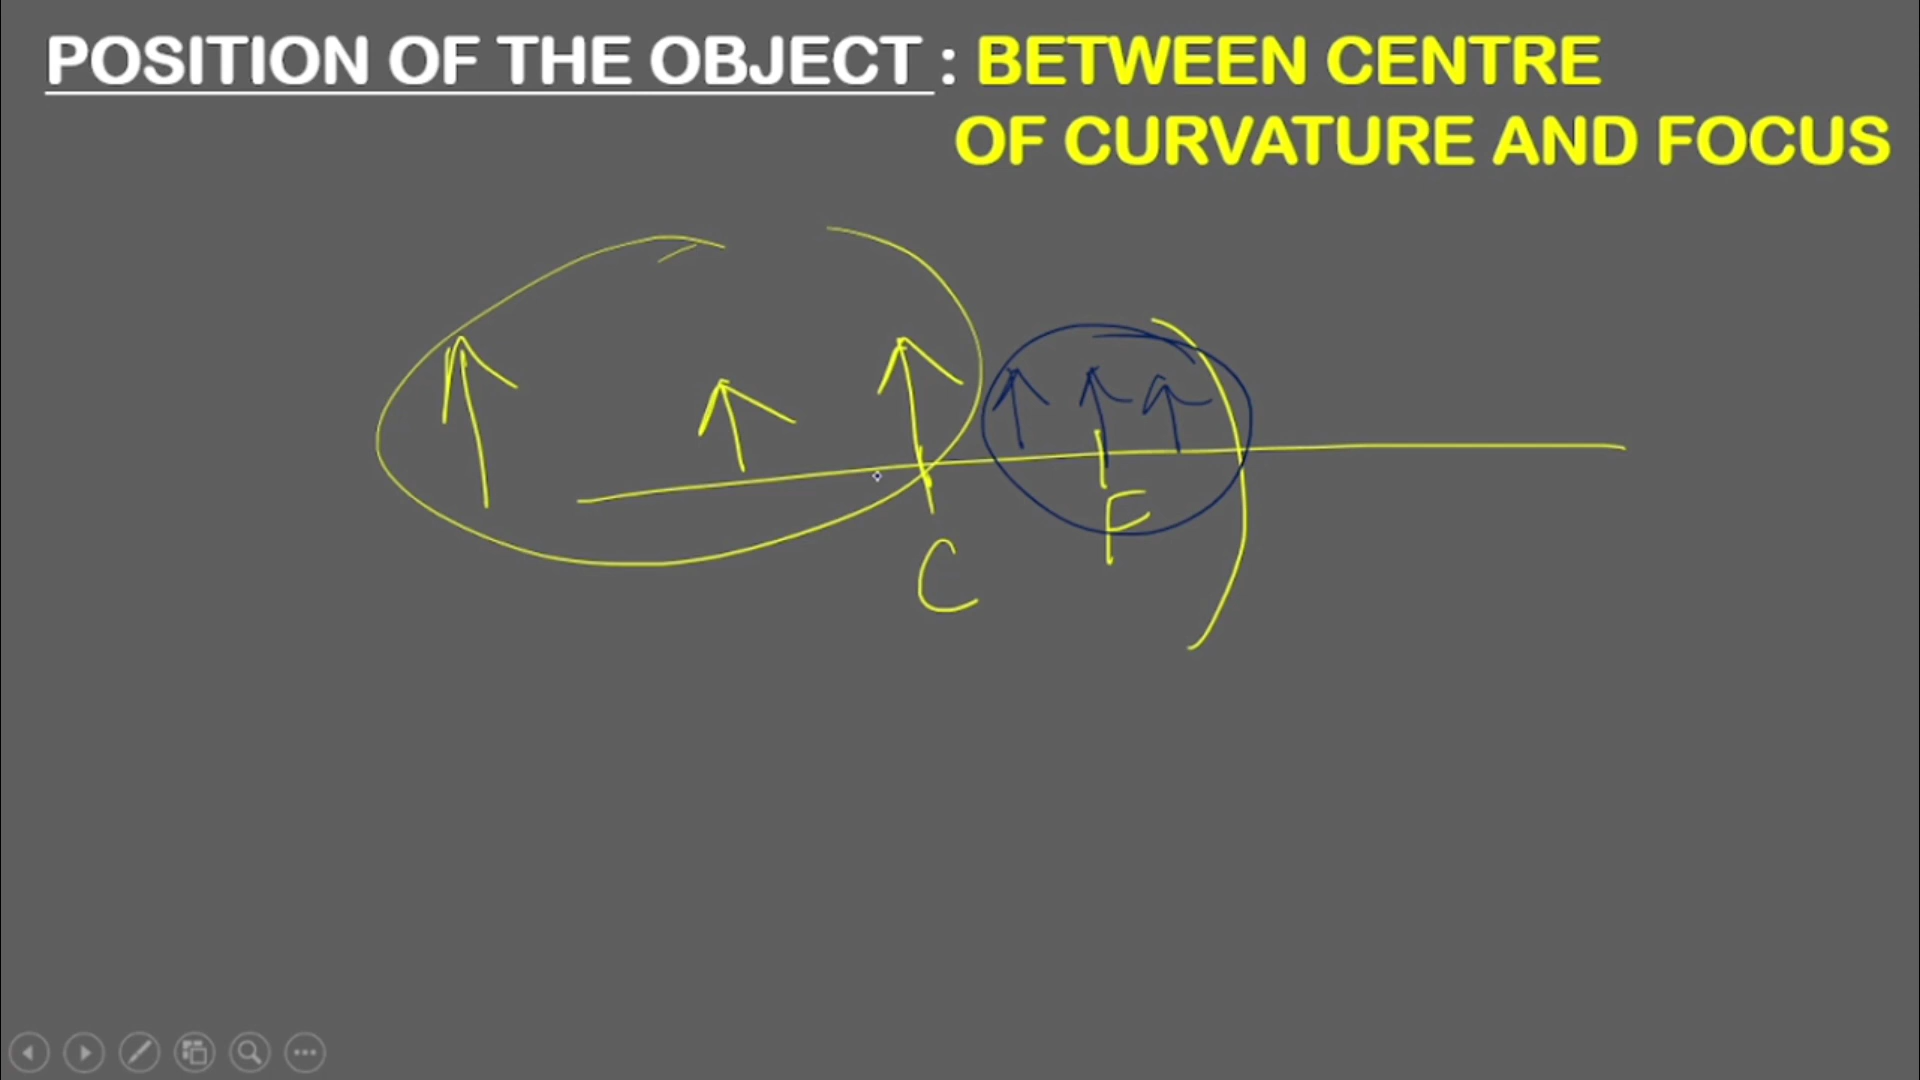 POSITION OF THE OBJECT : BETWEEN CENTRE
OF CURVATURE AND FOCUS
F
C